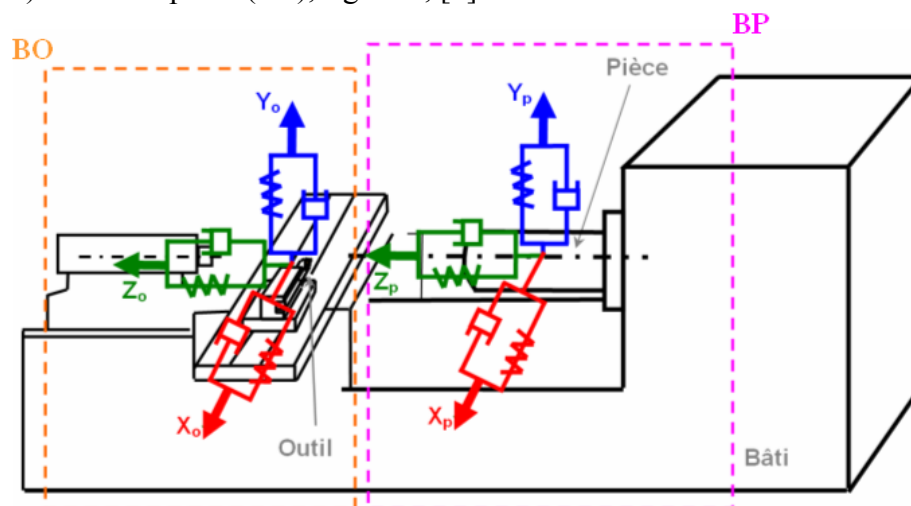 BP
BO
Pièce
Yₒ
Yₚ
Zₒ
Zₚ
Xₒ
Xₚ
Outil
Bâti